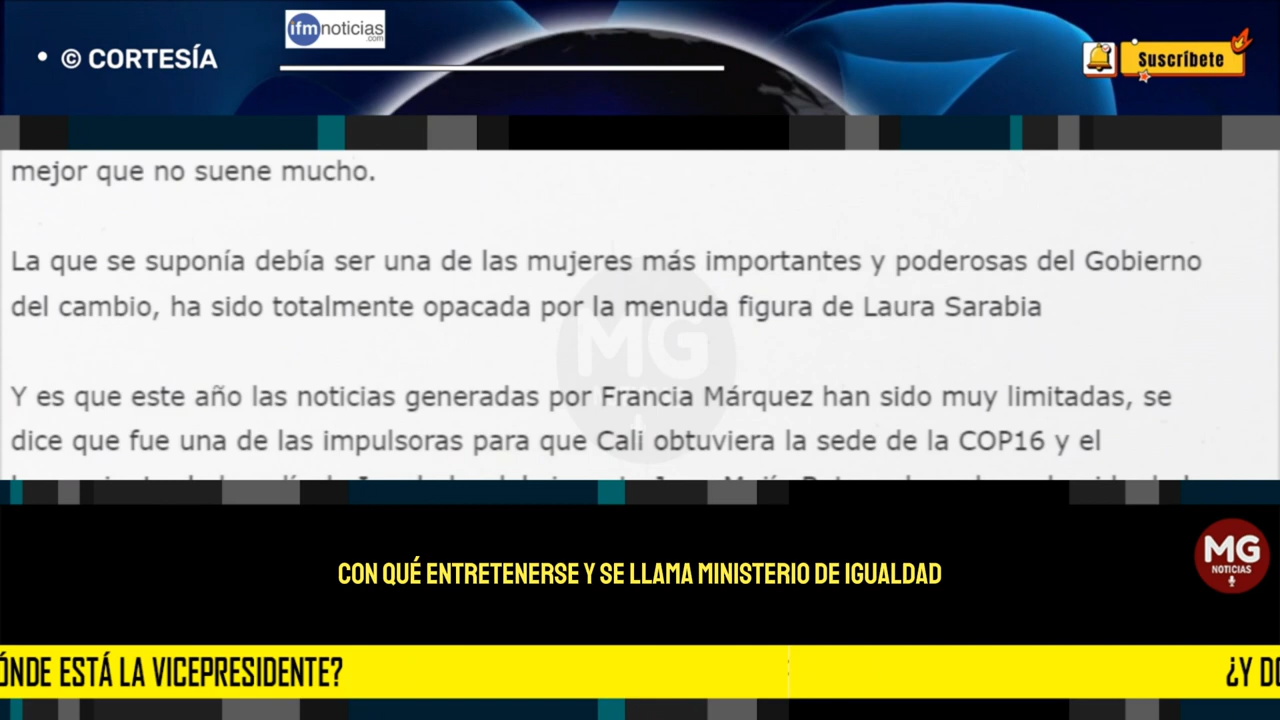 • © CORTESÍA
ifmnoticias
.com
Suscríbete
mejor que no suene mucho.
La que se suponía debía ser una de las mujeres más importantes y poderosas del Gobierno
del cambio, ha sido totalmente opacada por la menuda figura de Laura Sarabia
MG
Y es que este año las noticias generadas por Francia Márquez han sido muy limitadas, se
dice que fue una de las impulsoras para que Cali obtuviera la sede de la COP16 y el
CON QUÉ ENTRETENERSE Y SE LLAMA MINISTERIO DE IGUALDAD
MG
NOTICIAS
ÓNDE ESTÁ LA VICEPRESIDENTE? ¿Y DÓ